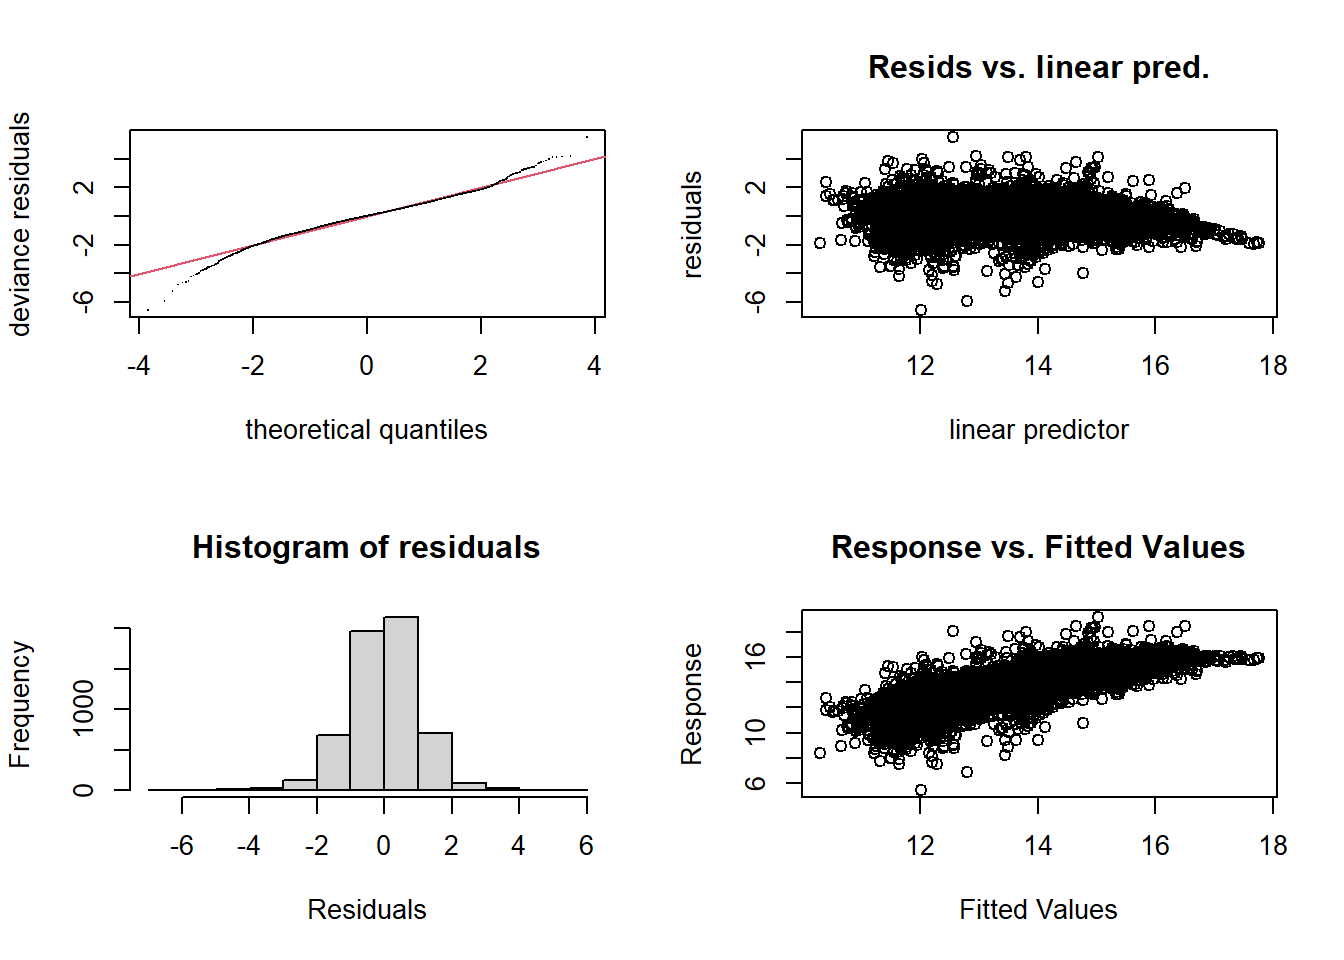 deviance residuals
2
-2
-6
-4
-2
0
2
4
theoretical quantiles
Resids vs. linear pred.
residuals
2
-2
-6
12
14
16
18
linear predictor
Histogram of residuals
Frequency
1000
0
-6
-4
-2
0
2
4
6
Residuals
Response vs. Fitted Values
Response
16
10
6
12
14
16
18
Fitted Values